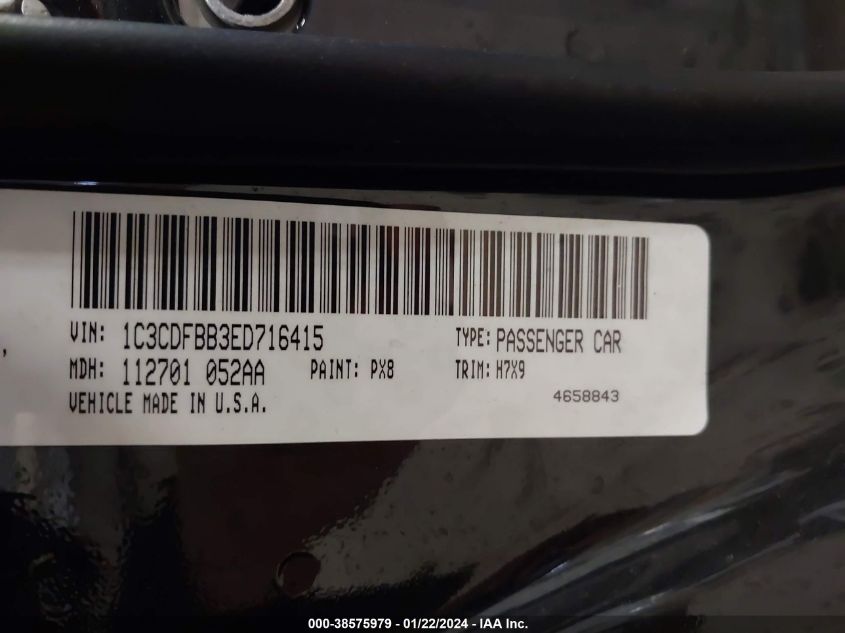 VIN: 1C3CDFBB3ED716415 TYPE: PASSENGER CAR
,
MDH: 112701 052AA PAINT: PX8 TRIM: H7X9
VEHICLE MADE IN U.S.A. 4658843
000-38575979 - 01/22/2024 - IAA Inc.